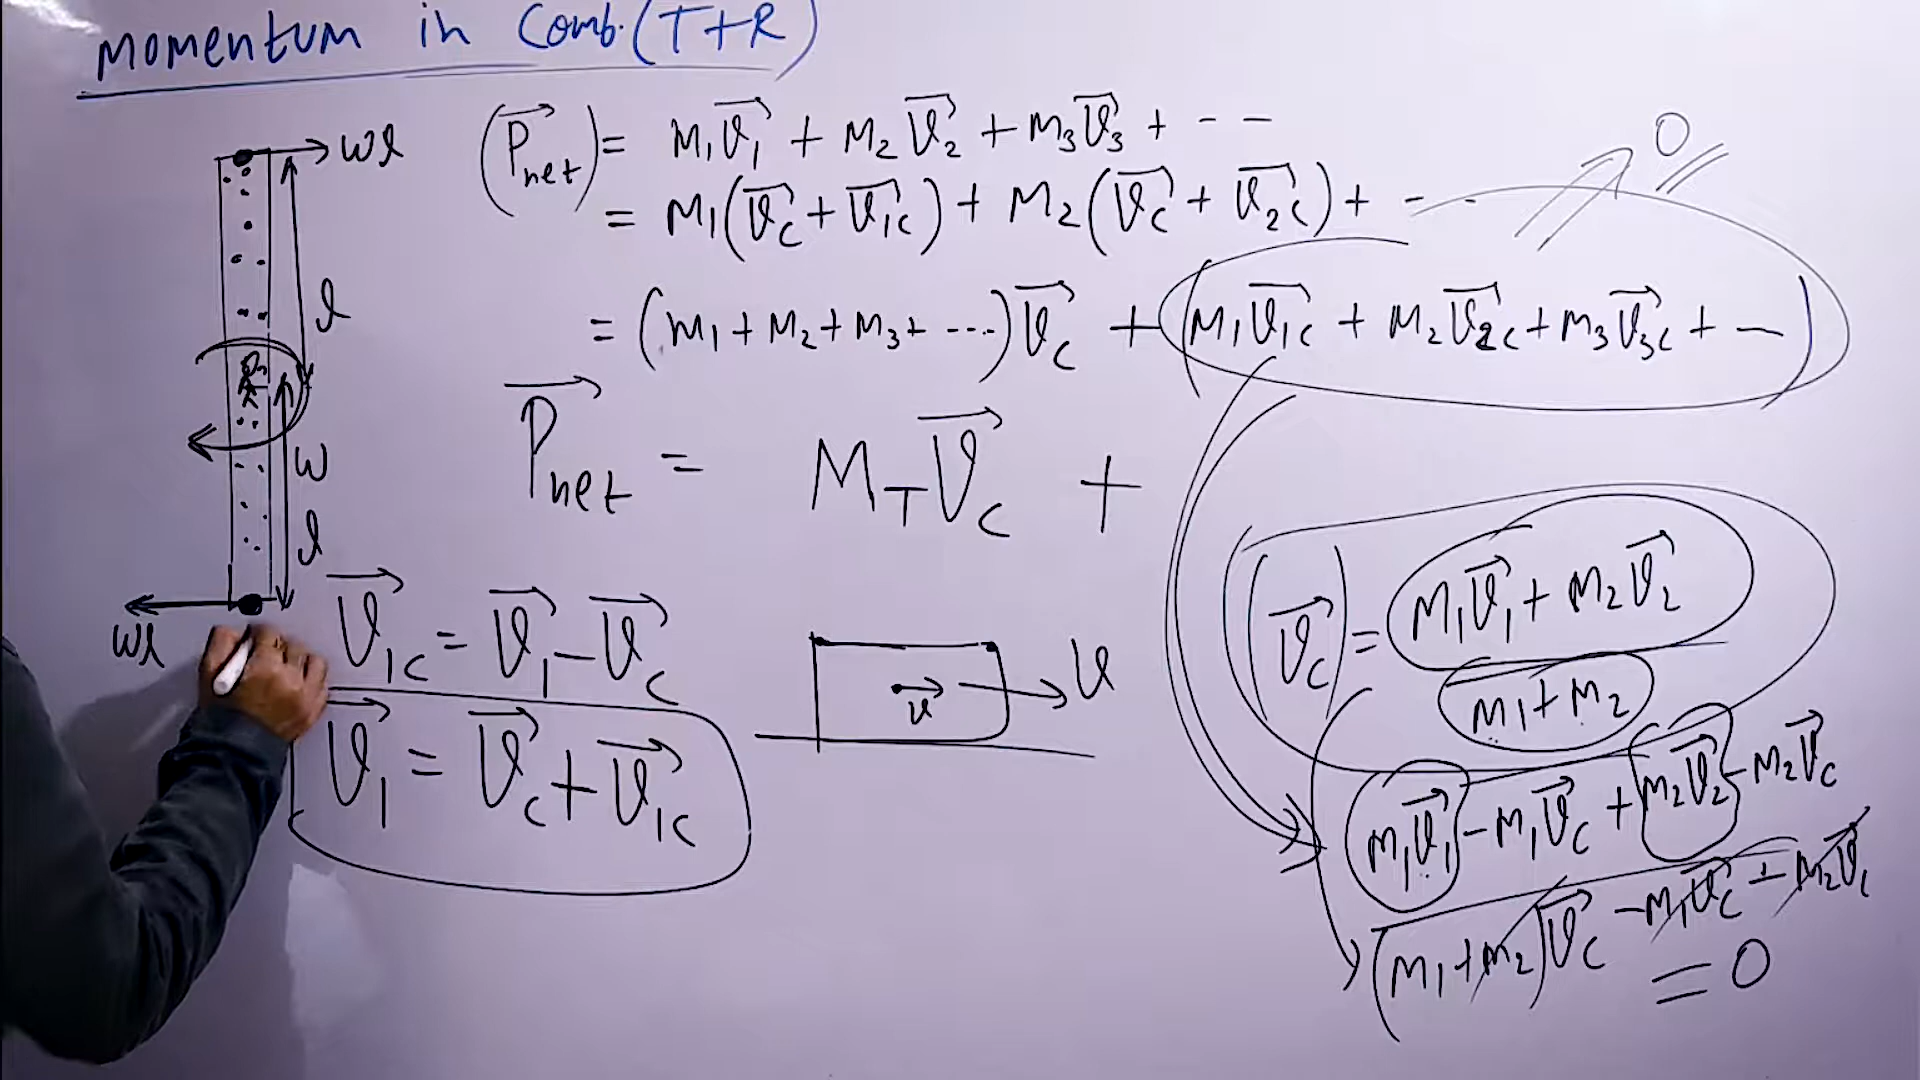 Momentum in Comb. (T+R)
ωl
(P⃗net) = m₁v⃗₁ + m₂v⃗₂ + m₃v⃗₃ + - -
= m₁(v⃗c + v⃗₁c) + m₂(v⃗c + v⃗₂c) + - -
0
= (m₁ + m₂ + m₃ + ---)v⃗c + (m₁v⃗₁c + m₂v⃗₂c + m₃v⃗₃c + —)
l
P⃗net = M_T v⃗c +
ω
l
ωl
v⃗₁c = v⃗₁ - v⃗c
v⃗₁ = v⃗c + v⃗₁c
u
u⃗
(v⃗c) = m₁v⃗₁ + m₂v⃗₂
m₁ + m₂
m₁v⃗₁ - m₁v⃗c + m₂v⃗₂ - m₂v⃗c
(m₁ + m₂)v⃗c - m₁v⃗c - m₂v⃗c
= 0